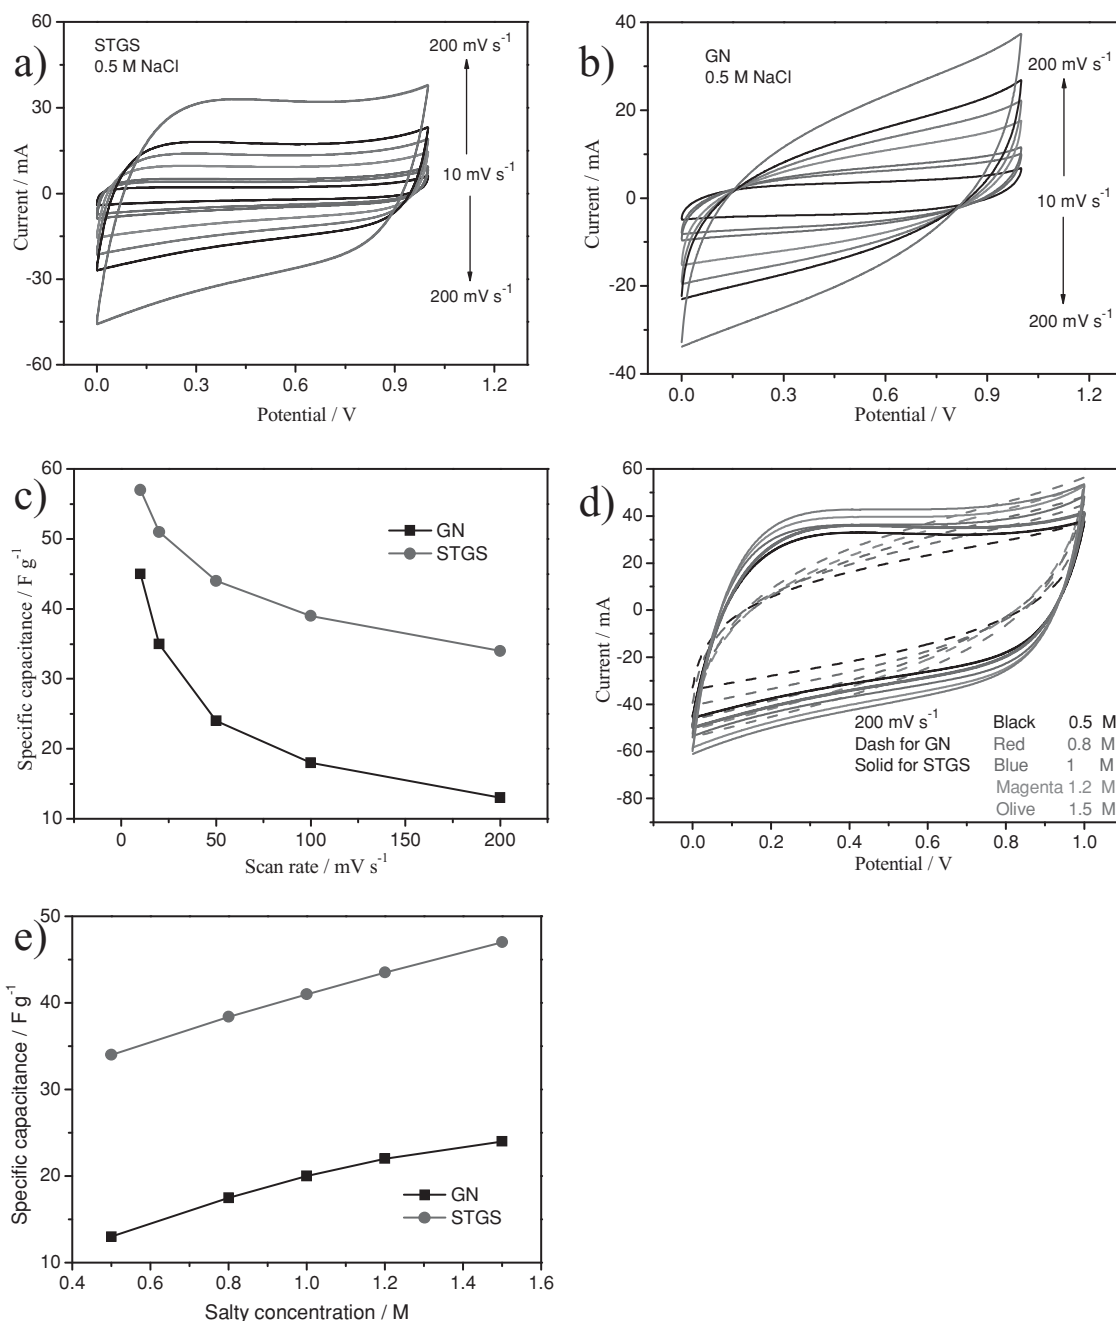 a)
STGS
0.5 M NaCl
200 mV s⁻¹
10 mV s⁻¹
200 mV s⁻¹
60
30
0
-30
-60
Current / mA
0.0 0.3 0.6 0.9 1.2
Potential / V
b)
GN
0.5 M NaCl
200 mV s⁻¹
10 mV s⁻¹
200 mV s⁻¹
40
20
0
-20
-40
Current / mA
0.0 0.3 0.6 0.9 1.2
Potential / V
c)
GN
STGS
60
50
40
30
20
10
Specific capacitance / F g⁻¹
0 50 100 150 200
Scan rate / mV s⁻¹
d)
60
40
20
0
-20
-40
-60
-80
Current / mA
200 mV s⁻¹ Black 0.5 M
Dash for GN Red 0.8 M
Solid for STGS Blue 1 M
Magenta 1.2 M
Olive 1.5 M
0.0 0.2 0.4 0.6 0.8 1.0
Potential / V
e)
50
40
30
20
10
Specific capacitance / F g⁻¹
GN
STGS
0.4 0.6 0.8 1.0 1.2 1.4 1.6
Salty concentration / M